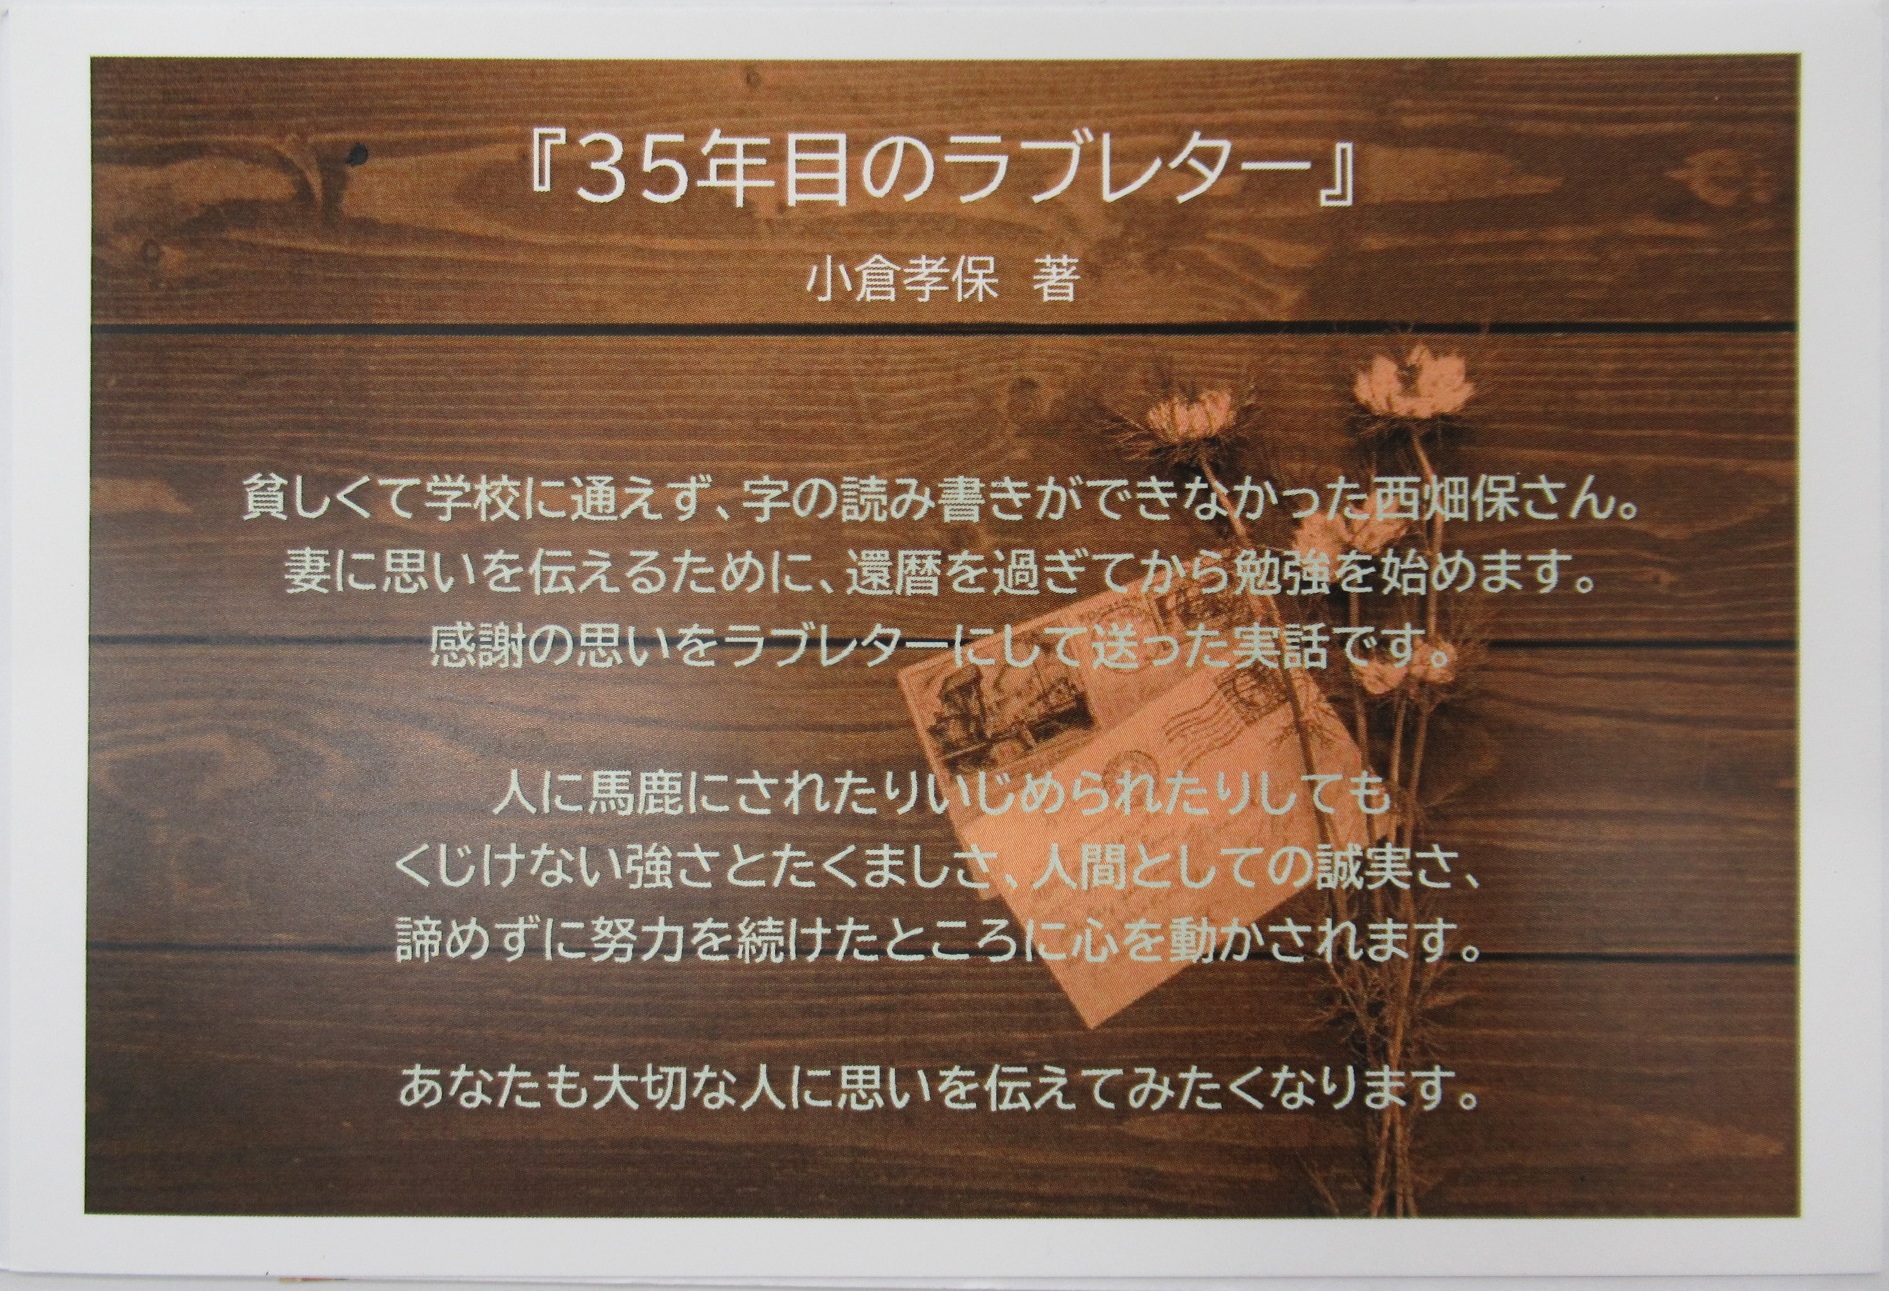 『35年目のラブレター』
小倉孝保 著
貧しくて学校に通えず、字の読み書きができなかった西畑保さん。
妻に思いを伝えるために、還暦を過ぎてから勉強を始めます。
感謝の思いをラブレターにして送った実話です。
人に馬鹿にされたりいじめられたりしても
くじけない強さとたくましさ、人間としての誠実さ、
諦めずに努力を続けたところに心を動かされます。
あなたも大切な人に思いを伝えてみたくなります。